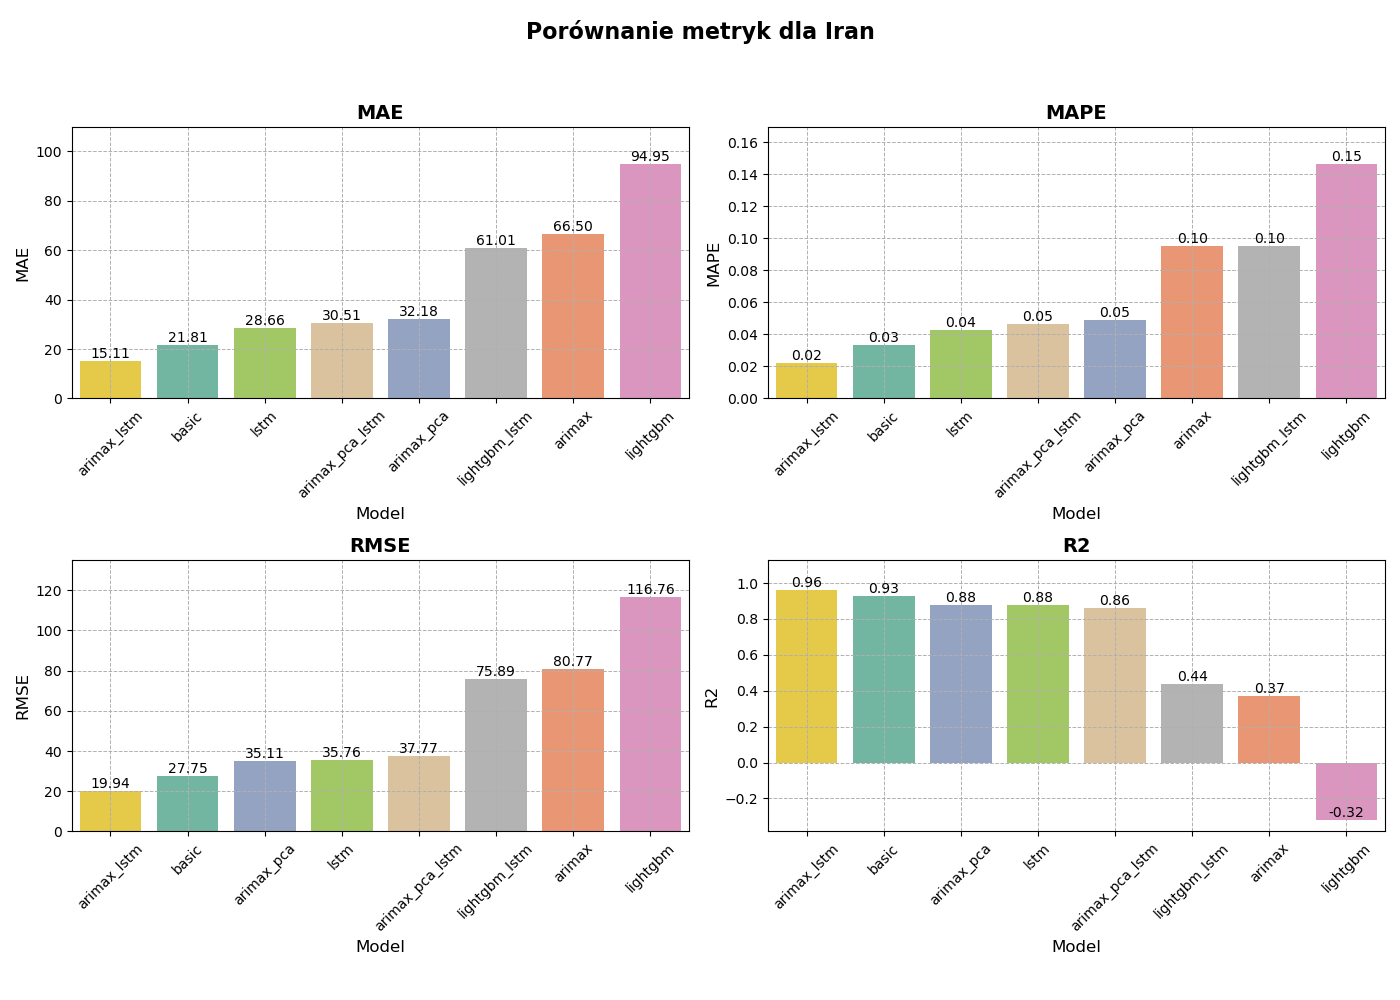 Porównanie metryk dla Iran
MAE
MAE
100
80
60
40
20
0
15.11
21.81
28.66
30.51
32.18
61.01
66.50
94.95
arimax_lstm
basic
lstm
arimax_pca_lstm
arimax_pca
lightgbm_lstm
arimax
lightgbm
Model
MAPE
MAPE
0.16
0.14
0.12
0.10
0.08
0.06
0.04
0.02
0.00
0.02
0.03
0.04
0.05
0.05
0.10
0.10
0.15
arimax_lstm
basic
lstm
arimax_pca_lstm
arimax_pca
arimax
lightgbm_lstm
lightgbm
Model
RMSE
RMSE
120
100
80
60
40
20
0
19.94
27.75
35.11
35.76
37.77
75.89
80.77
116.76
arimax_lstm
basic
arimax_pca
lstm
arimax_pca_lstm
lightgbm_lstm
arimax
lightgbm
Model
R2
R2
1.0
0.8
0.6
0.4
0.2
0.0
−0.2
0.96
0.93
0.88
0.88
0.86
0.44
0.37
-0.32
arimax_lstm
basic
arimax_pca
lstm
arimax_pca_lstm
lightgbm_lstm
arimax
lightgbm
Model